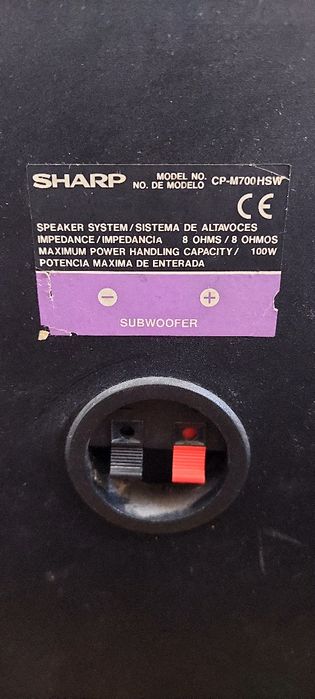 SHARP MODEL NO. CP-M700HSW
NO. DE MODELO
CE
SPEAKER SYSTEM/SISTEMA DE ALTAVOCES
IMPEDANCE/IMPEDANCIA 8 OHMS/8 OHMOS
MAXIMUM POWER HANDLING CAPACITY/ 100W
POTENCIA MAXIMA DE ENTERADA
- +
SUBWOOFER